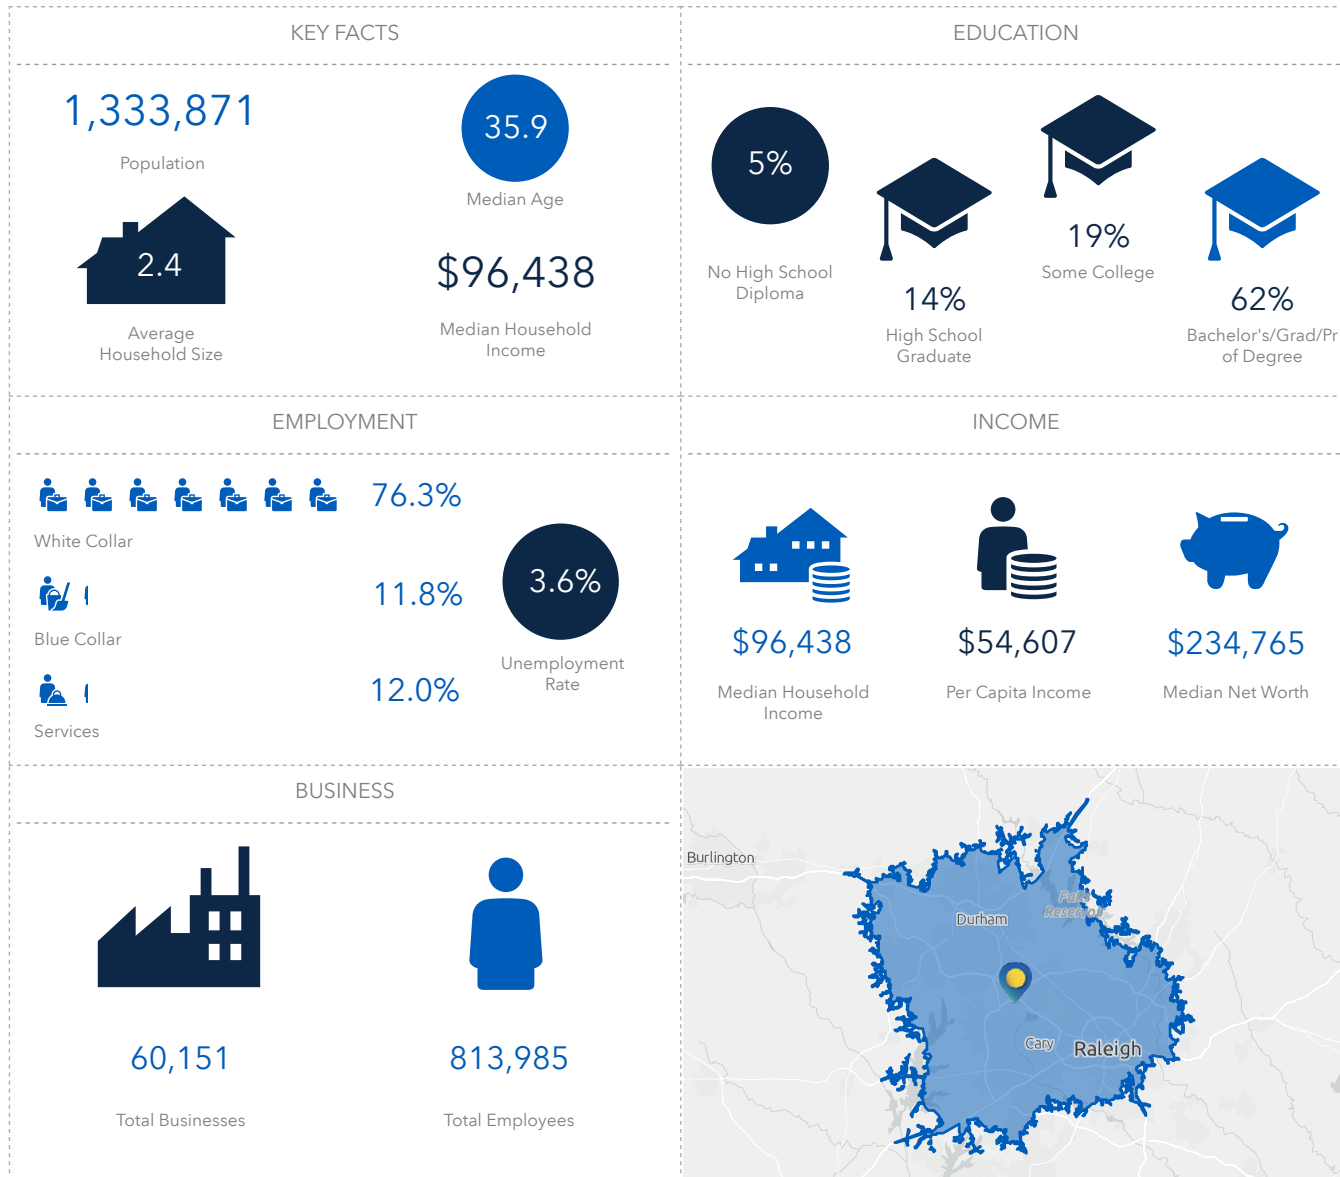 KEY FACTS
1,333,871
Population
35.9
Median Age
2.4
Average
Household Size
$96,438
Median Household
Income
EDUCATION
5%
No High School
Diploma
14%
High School
Graduate
19%
Some College
62%
Bachelor's/Grad/Pr
of Degree
EMPLOYMENT
76.3%
White Collar
11.8%
Blue Collar
12.0%
Services
3.6%
Unemployment
Rate
INCOME
$96,438
Median Household
Income
$54,607
Per Capita Income
$234,765
Median Net Worth
BUSINESS
60,151
Total Businesses
813,985
Total Employees
Burlington
Falls
Reservoir
Durham
Cary
Raleigh